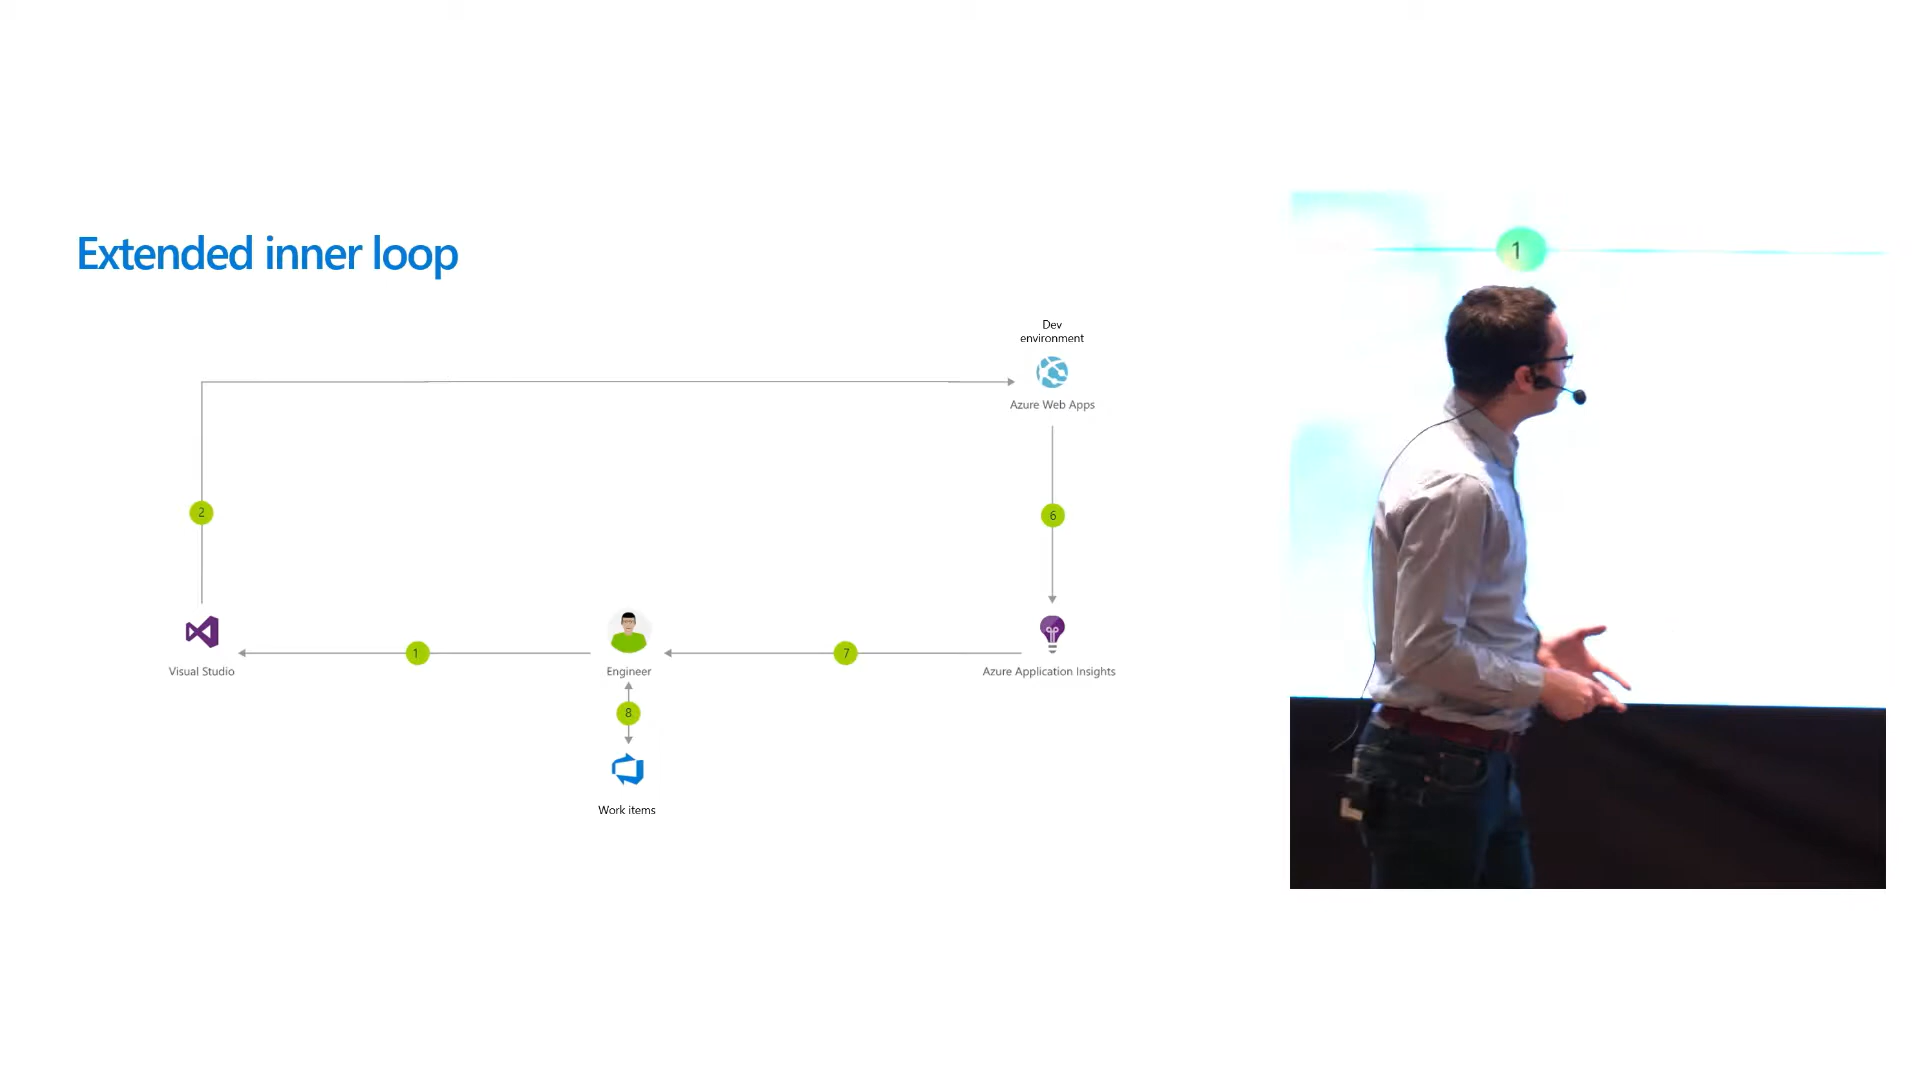 Extended inner loop
1
Dev
environment
Azure Web Apps
2
6
Visual Studio
1
Engineer
7
Azure Application Insights
8
Work items